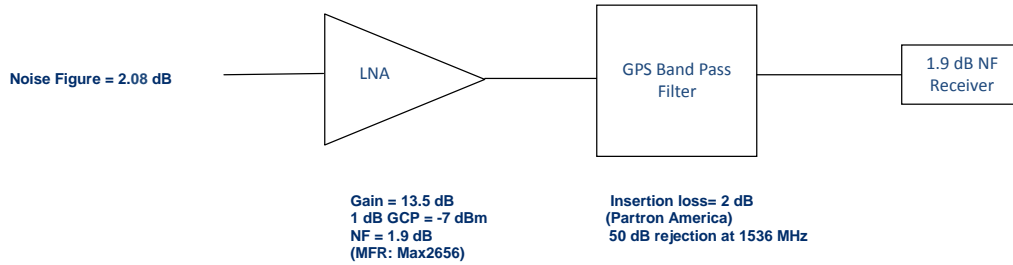 Noise Figure = 2.08 dB
LNA
GPS Band Pass
Filter
1.9 dB NF
Receiver
Gain = 13.5 dB
1 dB GCP = -7 dBm
NF = 1.9 dB
(MFR: Max2656)
Insertion loss= 2 dB
(Partron America)
50 dB rejection at 1536 MHz